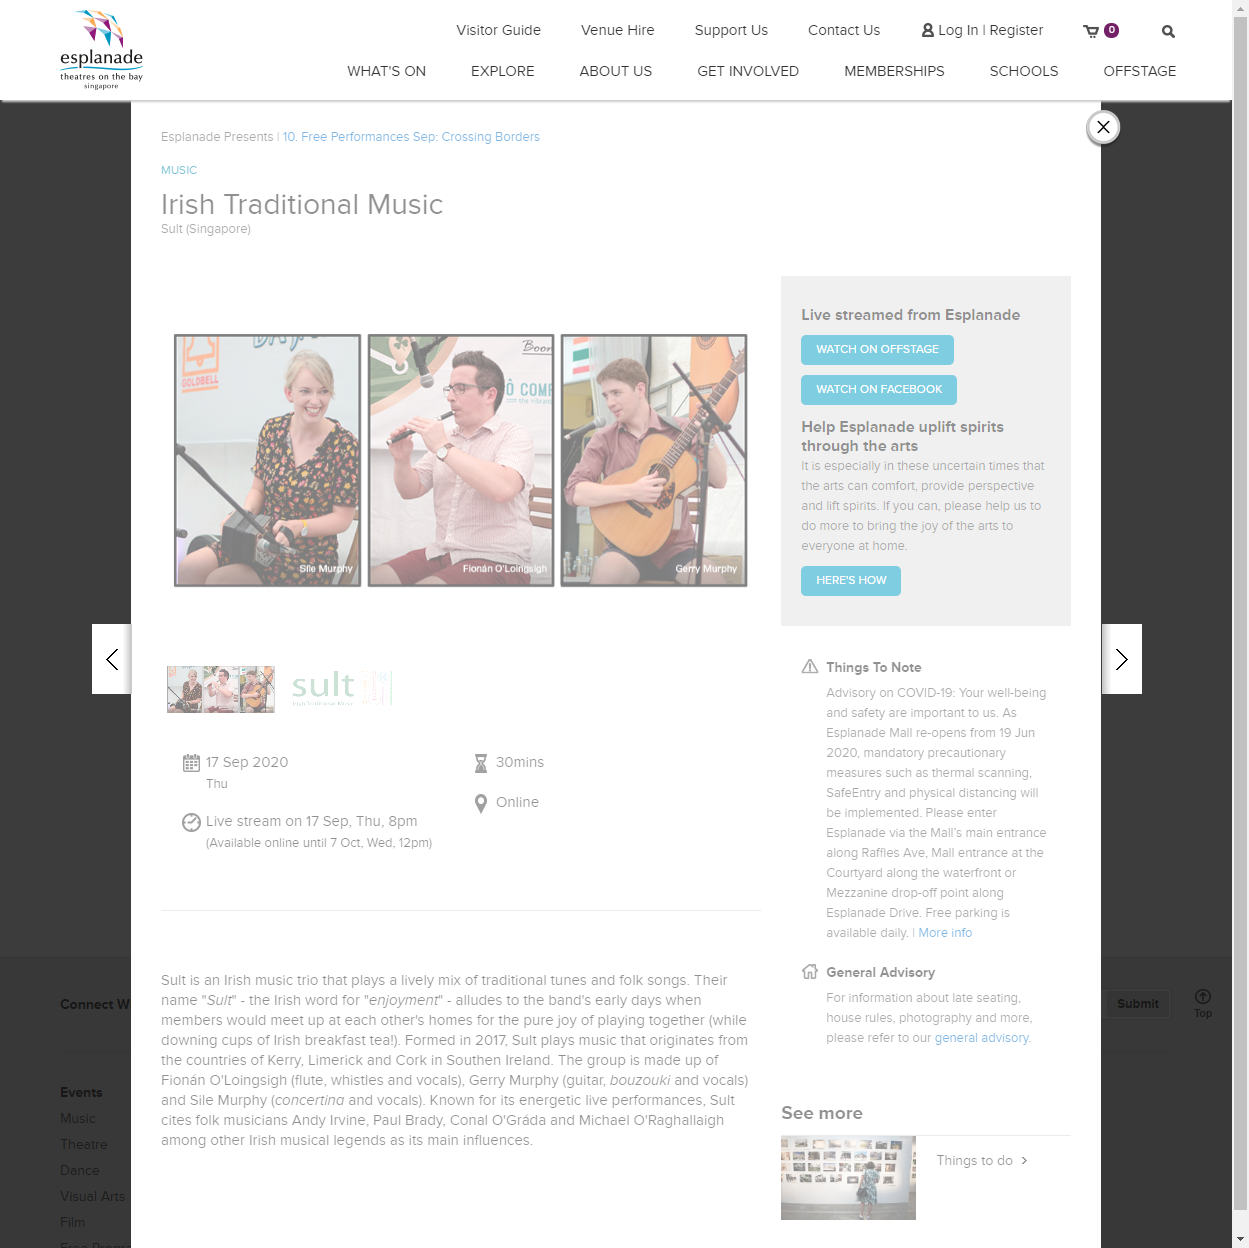 esplanade
theatres on the bay
singapore
Visitor Guide
Venue Hire
Support Us
Contact Us
Log In | Register
0
WHAT'S ON
EXPLORE
ABOUT US
GET INVOLVED
MEMBERSHIPS
SCHOOLS
OFFSTAGE
Esplanade Presents | 10. Free Performances Sep: Crossing Borders
MUSIC
Irish Traditional Music
Sult (Singapore)
GOLDBELL
Síle Murphy
Fionán O'Loingsigh
Gerry Murphy
sult
Irish Traditional Music
17 Sep 2020
Thu
Live stream on 17 Sep, Thu, 8pm
(Available online until 7 Oct, Wed, 12pm)
30mins
Online
Sult is an Irish music trio that plays a lively mix of traditional tunes and folk songs. Their
name "Sult" - the Irish word for "enjoyment" - alludes to the band's early days when
members would meet up at each other's homes for the pure joy of playing together (while
downing cups of Irish breakfast tea!). Formed in 2017, Sult plays music that originates from
the countries of Kerry, Limerick and Cork in Southen Ireland. The group is made up of
Fionán O'Loingsigh (flute, whistles and vocals), Gerry Murphy (guitar, bouzouki and vocals)
and Sile Murphy (concertina and vocals). Known for its energetic live performances, Sult
cites folk musicians Andy Irvine, Paul Brady, Conal O'Gráda and Michael O'Raghallaigh
among other Irish musical legends as its main influences.
Live streamed from Esplanade
WATCH ON OFFSTAGE
WATCH ON FACEBOOK
Help Esplanade uplift spirits
through the arts
It is especially in these uncertain times that
the arts can comfort, provide perspective
and lift spirits. If you can, please help us to
do more to bring the joy of the arts to
everyone at home.
HERE'S HOW
Things To Note
Advisory on COVID-19: Your well-being
and safety are important to us. As
Esplanade Mall re-opens from 19 Jun
2020, mandatory precautionary
measures such as thermal scanning,
SafeEntry and physical distancing will
be implemented. Please enter
Esplanade via the Mall's main entrance
along Raffles Ave, Mall entrance at the
Courtyard along the waterfront or
Mezzanine drop-off point along
Esplanade Drive. Free parking is
available daily. | More info
General Advisory
For information about late seating,
house rules, photography and more,
please refer to our general advisory.
See more
Things to do
Connect W
Submit
Top
Events
Music
Theatre
Dance
Visual Arts
Film